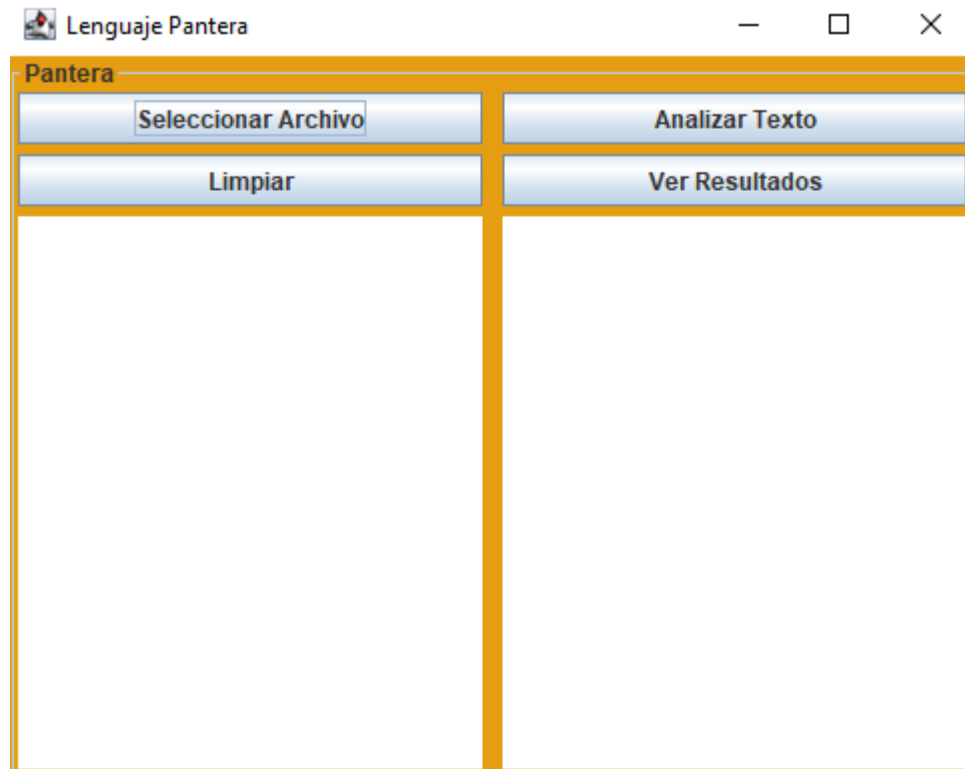 Lenguaje Pantera
Pantera
Seleccionar Archivo
Analizar Texto
Limpiar
Ver Resultados